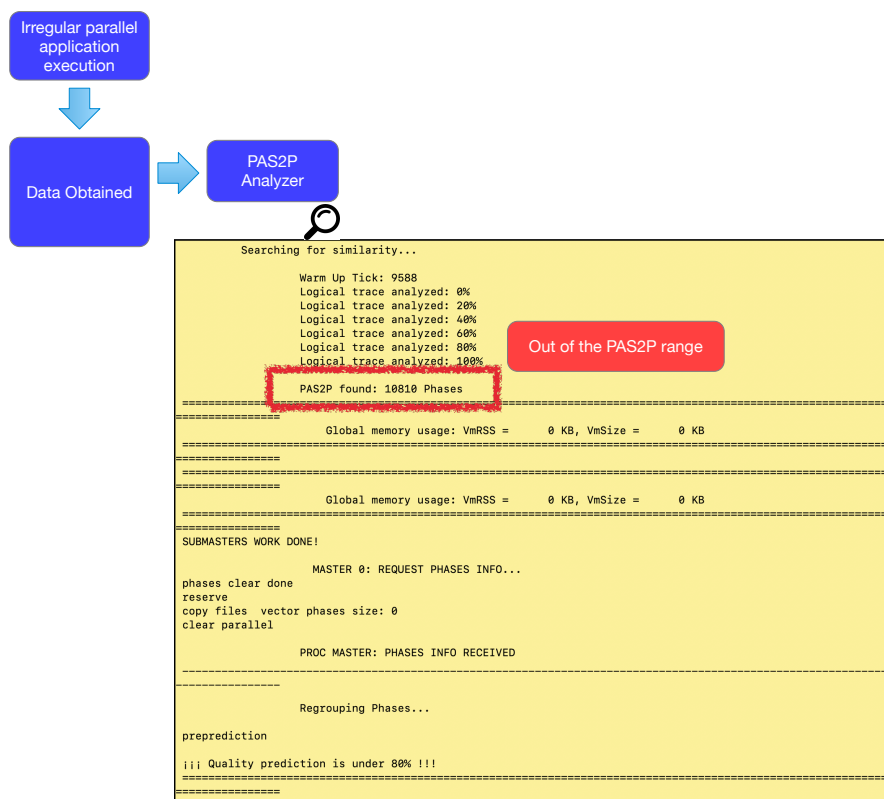 Irregular parallel
application
execution
Data Obtained
PAS2P
Analyzer
Searching for similarity...
Warm Up Tick: 9588
Logical trace analyzed: 0%
Logical trace analyzed: 20%
Logical trace analyzed: 40%
Logical trace analyzed: 60%
Logical trace analyzed: 80%
Logical trace analyzed: 100%
Out of the PAS2P range
PAS2P found: 10810 Phases
Global memory usage: VmRSS =      0 KB, VmSize =      0 KB
Global memory usage: VmRSS =      0 KB, VmSize =      0 KB
SUBMASTERS WORK DONE!
MASTER 0: REQUEST PHASES INFO...
phases clear done
reserve
copy files  vector phases size: 0
clear parallel
PROC MASTER: PHASES INFO RECEIVED
Regrouping Phases...
preprediction
¡¡¡ Quality prediction is under 80% !!!